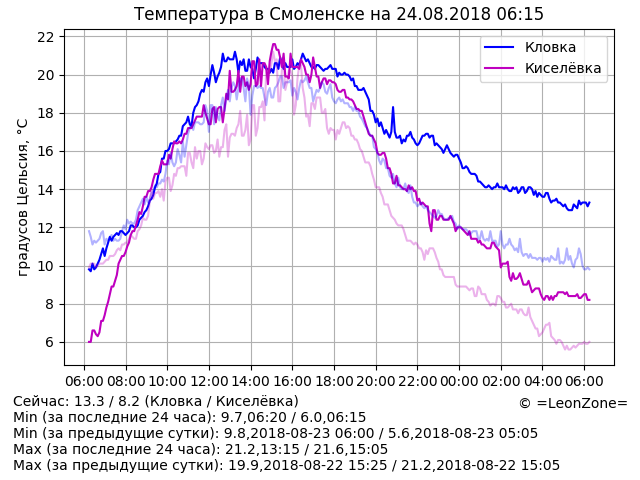 Температура в Смоленске на 24.08.2018 06:15
22
20
18
16
14
12
10
8
6
градусов Цельсия, °C
Кловка
Киселёвка
06:00 08:00 10:00 12:00 14:00 16:00 18:00 20:00 22:00 00:00 02:00 04:00 06:00
Сейчас: 13.3 / 8.2 (Кловка / Киселёвка)
© =LeonZone=
Min (за последние 24 часа): 9.7,06:20 / 6.0,06:15
Min (за предыдущие сутки): 9.8,2018-08-23 06:00 / 5.6,2018-08-23 05:05
Max (за последние 24 часа): 21.2,13:15 / 21.6,15:05
Max (за предыдущие сутки): 19.9,2018-08-22 15:25 / 21.2,2018-08-22 15:05